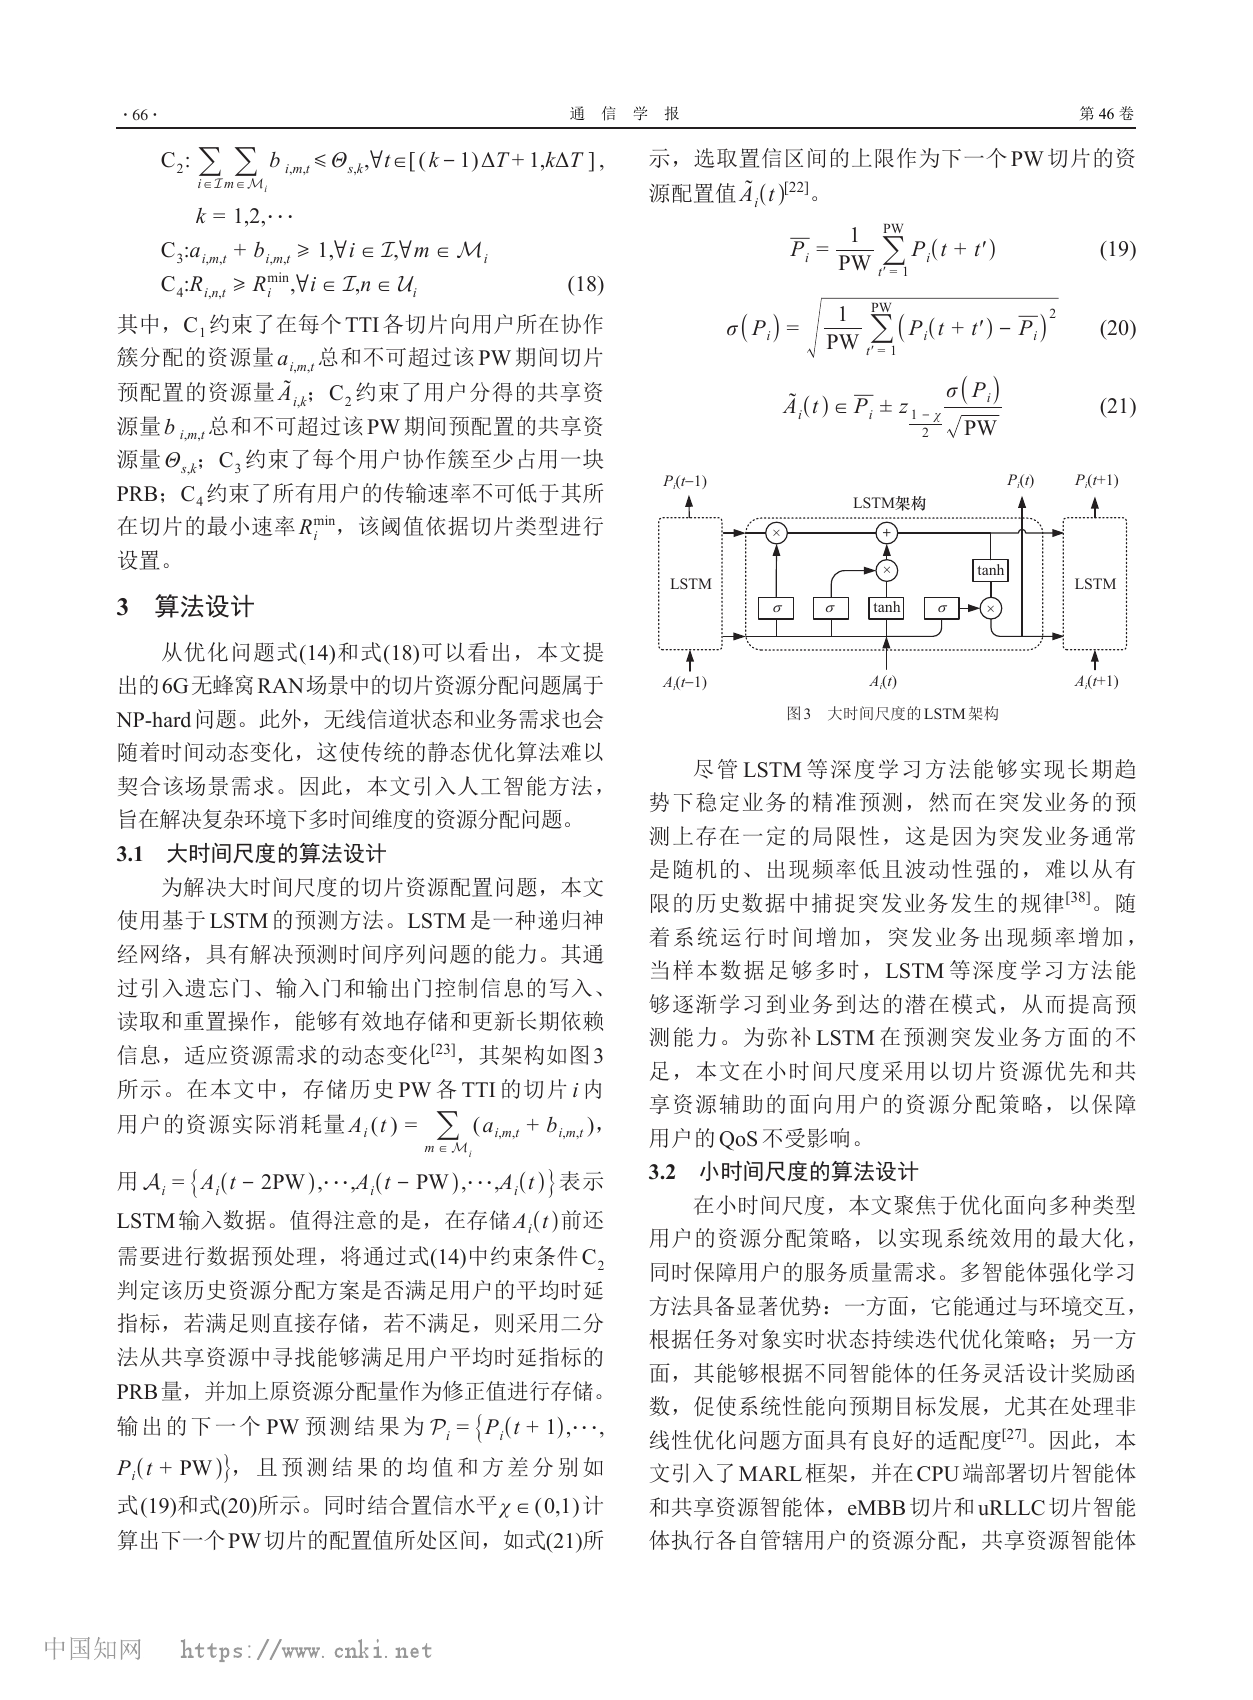 ·66·
通 信 学 报
第 46 卷
C₂: ∑_{i∈ℐ} ∑_{m∈ℳ_i} b_{i,m,t} ⩽ Θ_{s,k}, ∀t∈[(k−1)ΔT+1,kΔT],
k = 1,2,⋯
C₃: a_{i,m,t} + b_{i,m,t} ⩾ 1, ∀i ∈ ℐ, ∀m ∈ ℳ_i
C₄: R_{i,n,t} ⩾ R_i^{min}, ∀i ∈ ℐ, n ∈ 𝒰_i (18)
其中，C₁约束了在每个TTI各切片向用户所在协作
簇分配的资源量 a_{i,m,t} 总和不可超过该PW期间切片
预配置的资源量 Ã_{i,k}；C₂约束了用户分得的共享资
源量 b_{i,m,t} 总和不可超过该PW期间预配置的共享资
源量 Θ_{s,k}；C₃约束了每个用户协作簇至少占用一块
PRB；C₄约束了所有用户的传输速率不可低于其所
在切片的最小速率 R_i^{min}，该阈值依据切片类型进行
设置。
3 算法设计
从优化问题式(14)和式(18)可以看出，本文提
出的6G无蜂窝RAN场景中的切片资源分配问题属于
NP-hard问题。此外，无线信道状态和业务需求也会
随着时间动态变化，这使传统的静态优化算法难以
契合该场景需求。因此，本文引入人工智能方法，
旨在解决复杂环境下多时间维度的资源分配问题。
3.1 大时间尺度的算法设计
为解决大时间尺度的切片资源配置问题，本文
使用基于LSTM的预测方法。LSTM是一种递归神
经网络，具有解决预测时间序列问题的能力。其通
过引入遗忘门、输入门和输出门控制信息的写入、
读取和重置操作，能够有效地存储和更新长期依赖
信息，适应资源需求的动态变化[23]，其架构如图3
所示。在本文中，存储历史PW各TTI的切片 i 内
用户的资源实际消耗量 A_i(t) = ∑_{m∈ℳ_i} (a_{i,m,t} + b_{i,m,t})，
用 𝒜_i = {A_i(t − 2PW),⋯,A_i(t − PW),⋯,A_i(t)} 表示
LSTM输入数据。值得注意的是，在存储 A_i(t) 前还
需要进行数据预处理，将通过式(14)中约束条件C₂
判定该历史资源分配方案是否满足用户的平均时延
指标，若满足则直接存储，若不满足，则采用二分
法从共享资源中寻找能够满足用户平均时延指标的
PRB量，并加上原资源分配量作为修正值进行存储。
输出的下一个PW预测结果为 𝒫_i = {P_i(t + 1),⋯,
P_i(t + PW)}，且预测结果的均值和方差分别如
式(19)和式(20)所示。同时结合置信水平 χ ∈ (0,1) 计
算出下一个PW切片的配置值所处区间，如式(21)所
示，选取置信区间的上限作为下一个PW切片的资
源配置值 Ã_i(t)[22]。
\overline{P_i} = \frac{1}{PW} ∑_{t′=1}^{PW} P_i(t + t′) (19)
σ(P_i) = \sqrt{\frac{1}{PW} ∑_{t′=1}^{PW} (P_i(t + t′) − \overline{P_i})^2} (20)
Ã_i(t) ∈ \overline{P_i} ± z_{\frac{1−χ}{2}} \frac{σ(P_i)}{\sqrt{PW}} (21)
P_i(t−1) P_i(t) P_i(t+1)
LSTM架构
× +
× tanh
LSTM LSTM
σ σ tanh σ ×
A_i(t−1) A_i(t) A_i(t+1)
图3 大时间尺度的LSTM架构
尽管LSTM等深度学习方法能够实现长期趋
势下稳定业务的精准预测，然而在突发业务的预
测上存在一定的局限性，这是因为突发业务通常
是随机的、出现频率低且波动性强的，难以从有
限的历史数据中捕捉突发业务发生的规律[38]。随
着系统运行时间增加，突发业务出现频率增加，
当样本数据足够多时，LSTM等深度学习方法能
够逐渐学习到业务到达的潜在模式，从而提高预
测能力。为弥补LSTM在预测突发业务方面的不
足，本文在小时间尺度采用以切片资源优先和共
享资源辅助的面向用户的资源分配策略，以保障
用户的QoS不受影响。
3.2 小时间尺度的算法设计
在小时间尺度，本文聚焦于优化面向多种类型
用户的资源分配策略，以实现系统效用的最大化，
同时保障用户的服务质量需求。多智能体强化学习
方法具备显著优势：一方面，它能通过与环境交互，
根据任务对象实时状态持续迭代优化策略；另一方
面，其能够根据不同智能体的任务灵活设计奖励函
数，促使系统性能向预期目标发展，尤其在处理非
线性优化问题方面具有良好的适配度[27]。因此，本
文引入了MARL框架，并在CPU端部署切片智能体
和共享资源智能体，eMBB切片和uRLLC切片智能
体执行各自管辖用户的资源分配，共享资源智能体
中国知网 https://www.cnki.net